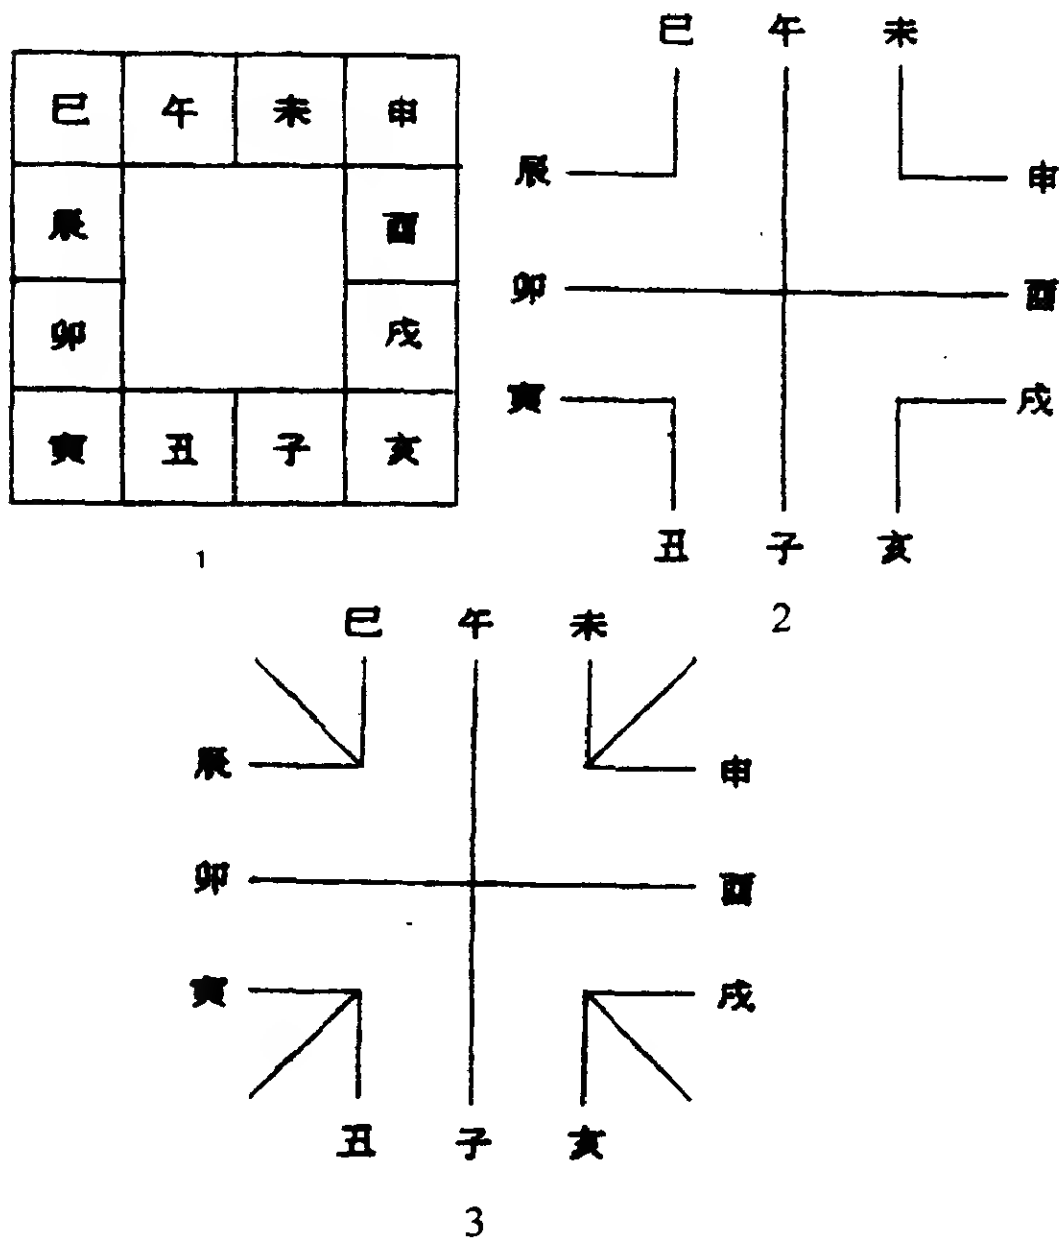 巳 午 未 申
辰 酉
卯 戌
寅 丑 子 亥
1
巳 午 未
辰 申
卯 酉
寅 戌
丑 子 亥
2
巳 午 未
辰 申
卯 酉
寅 戌
丑 子 亥
3